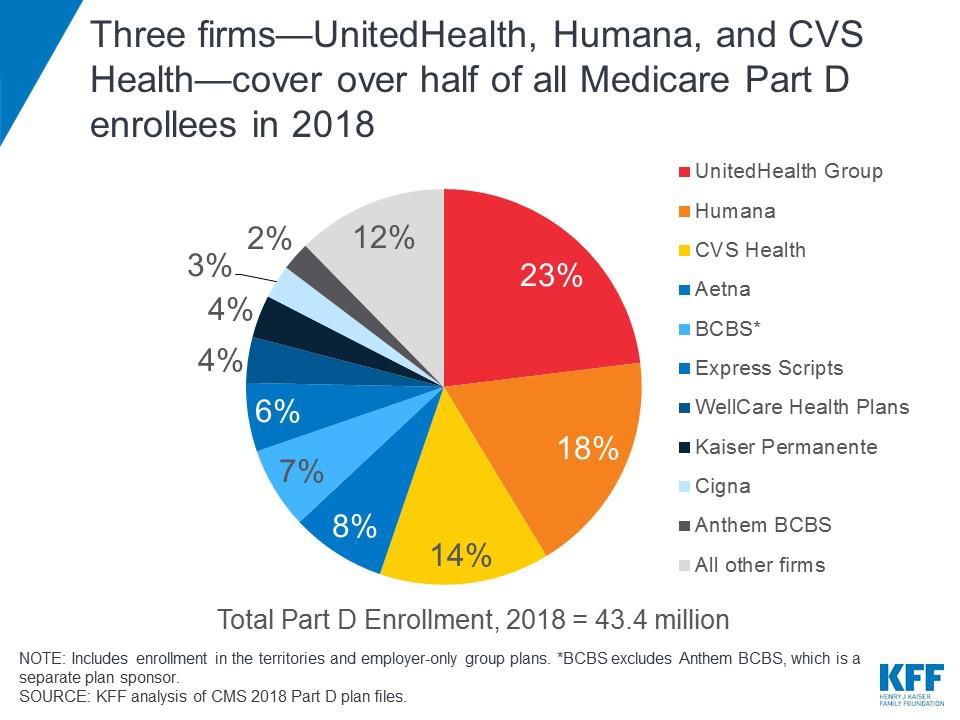 Three firms—UnitedHealth, Humana, and CVS
Health—cover over half of all Medicare Part D
enrollees in 2018
UnitedHealth Group
Humana
CVS Health
Aetna
BCBS*
Express Scripts
WellCare Health Plans
Kaiser Permanente
Cigna
Anthem BCBS
All other firms
23%
18%
14%
8%
7%
6%
4%
4%
3%
2%
12%
Total Part D Enrollment, 2018 = 43.4 million
NOTE: Includes enrollment in the territories and employer-only group plans. *BCBS excludes Anthem BCBS, which is a
separate plan sponsor.
SOURCE: KFF analysis of CMS 2018 Part D plan files.
KFF
HENRY J KAISER
FAMILY FOUNDATION